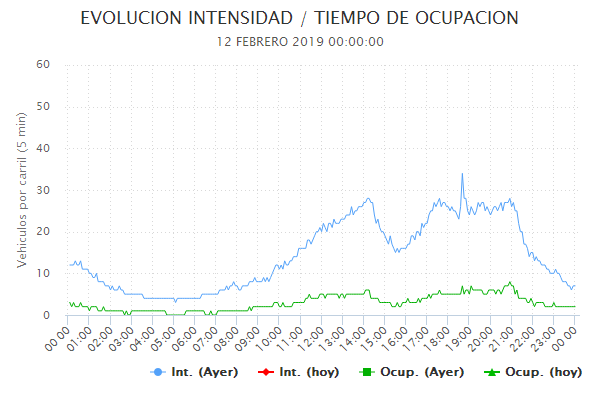 EVOLUCION INTENSIDAD / TIEMPO DE OCUPACION
12 FEBRERO 2019 00:00:00
Vehiculos por carril (5 min)
60
50
40
30
20
10
0
00:00 01:00 02:00 03:00 04:00 05:00 06:00 07:00 08:00 09:00 10:00 11:00 12:00 13:00 14:00 15:00 16:00 17:00 18:00 19:00 20:00 21:00 22:00 23:00 00:00
Int. (Ayer) Int. (hoy) Ocup. (Ayer) Ocup. (hoy)